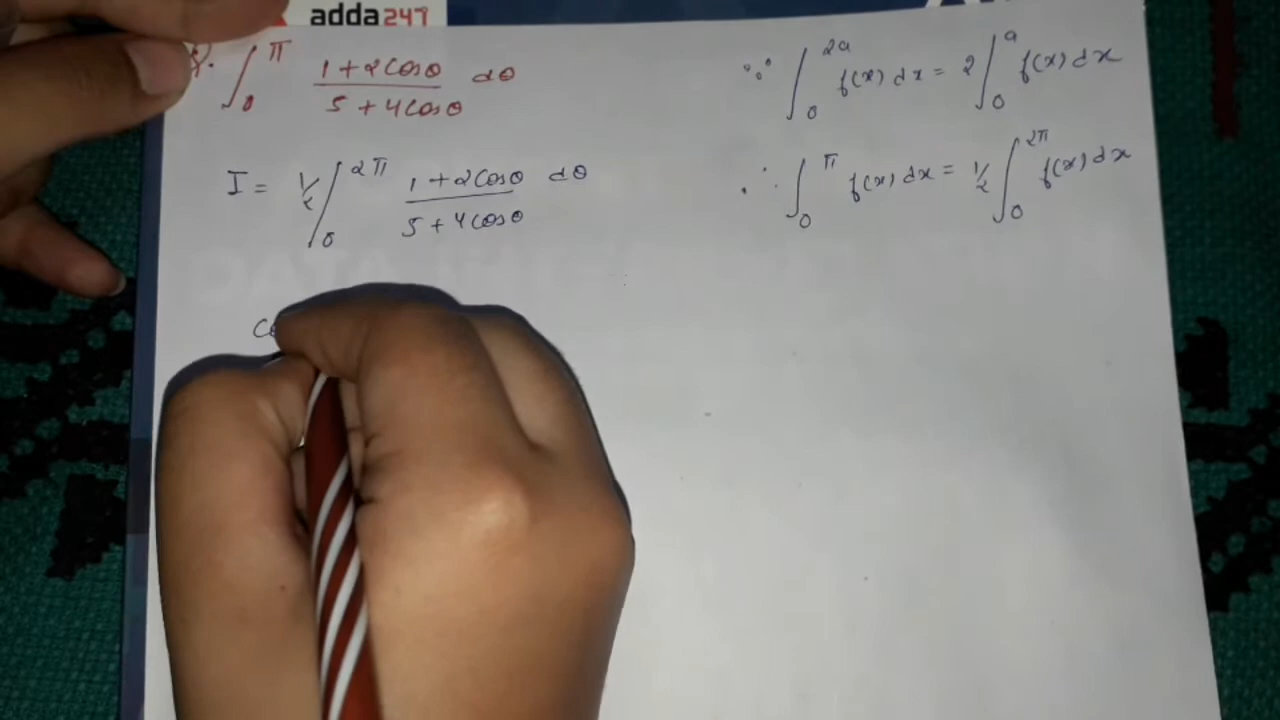 adda247
Q. ∫₀^π (1+2cosθ)/(5+4cosθ) dθ
∵ ∫₀^2a f(x) dx = 2∫₀^a f(x) dx
I = 1/2 ∫₀^2π (1+2cosθ)/(5+4cosθ) dθ
∴ ∫₀^π f(x) dx = 1/2 ∫₀^2π f(x) dx